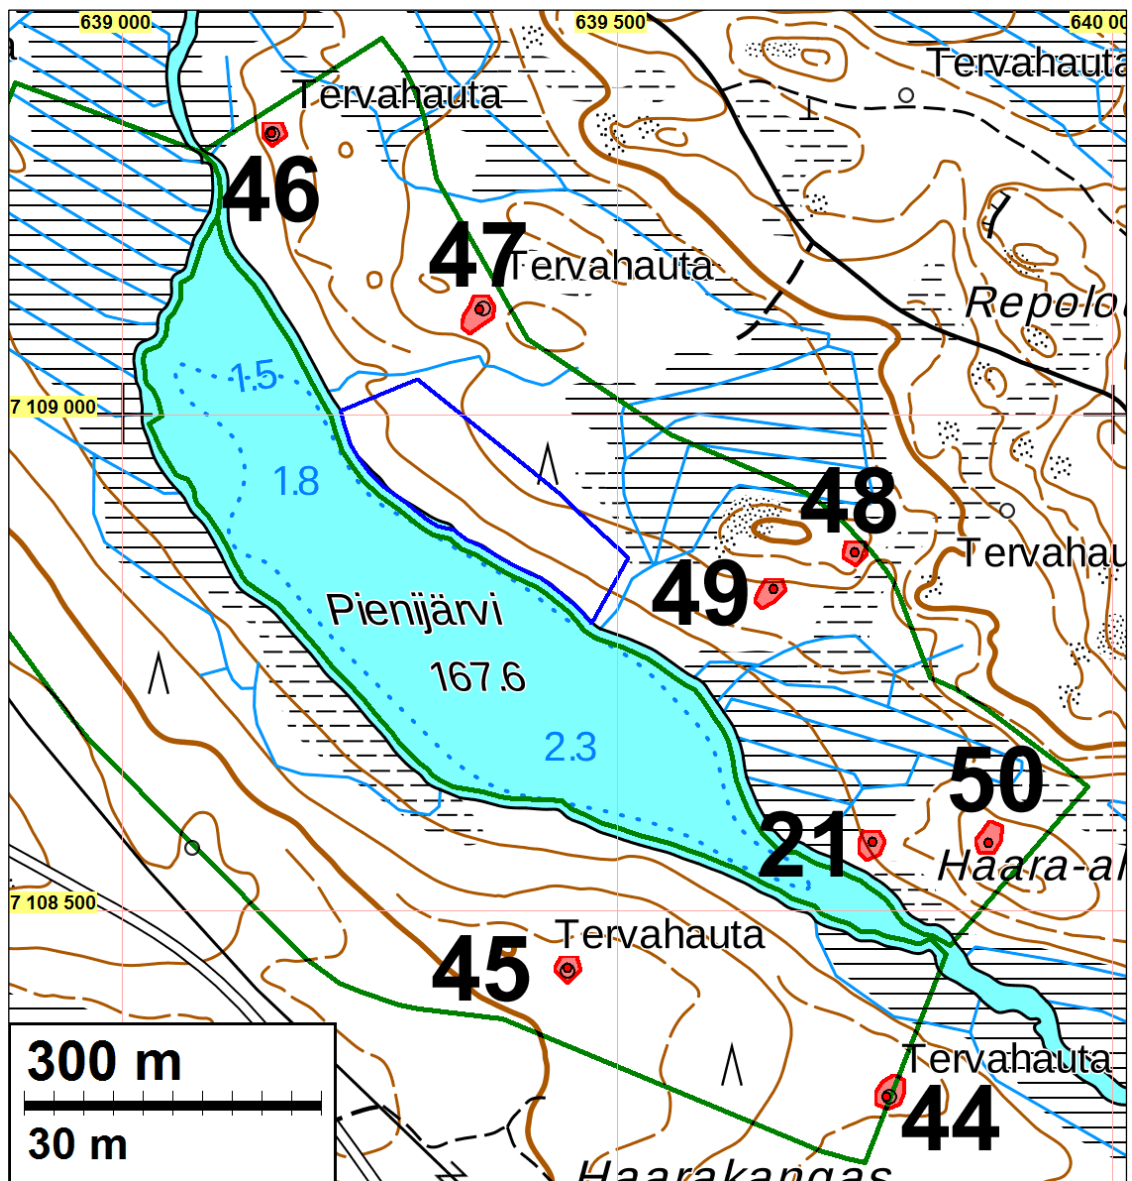 639 000
639 500
640 00
a
Tervahauta
Tervahauta
46
47
Tervahauta
Repolo
1.5
7 109 000
1.8
48
Tervahau
49
Pienijärvi
167.6
2.3
50
21
Haara-al
7 108 500
Tervahauta
45
300 m
Tervahauta
44
30 m
Haarakangas